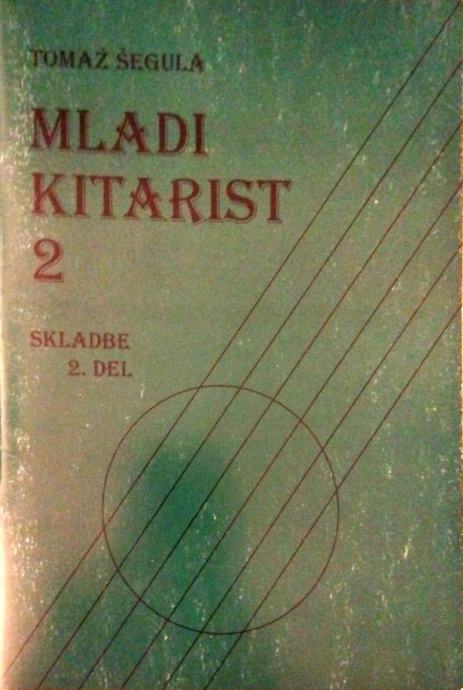 TOMAŽ ŠEGULA
MLADI
KITARIST
2
SKLADBE
2. DEL